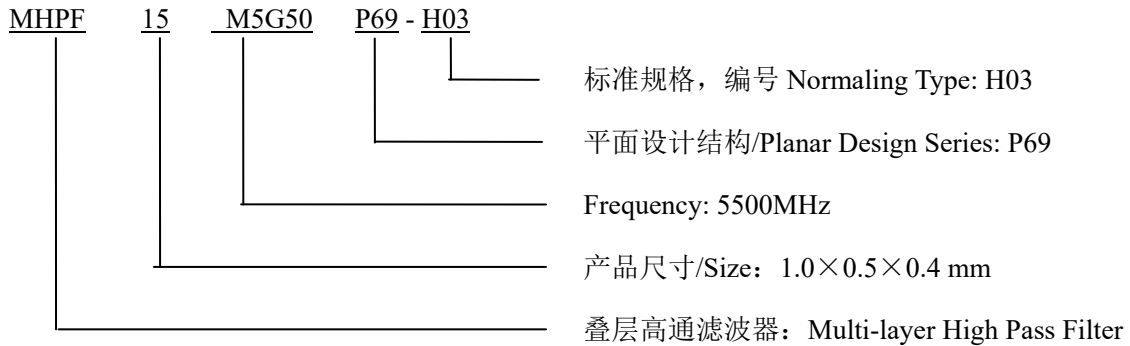 MHPF 15 M5G50 P69 - H03
标准规格，编号 Normaling Type: H03
平面设计结构/Planar Design Series: P69
Frequency: 5500MHz
产品尺寸/Size：1.0×0.5×0.4 mm
叠层高通滤波器：Multi-layer High Pass Filter